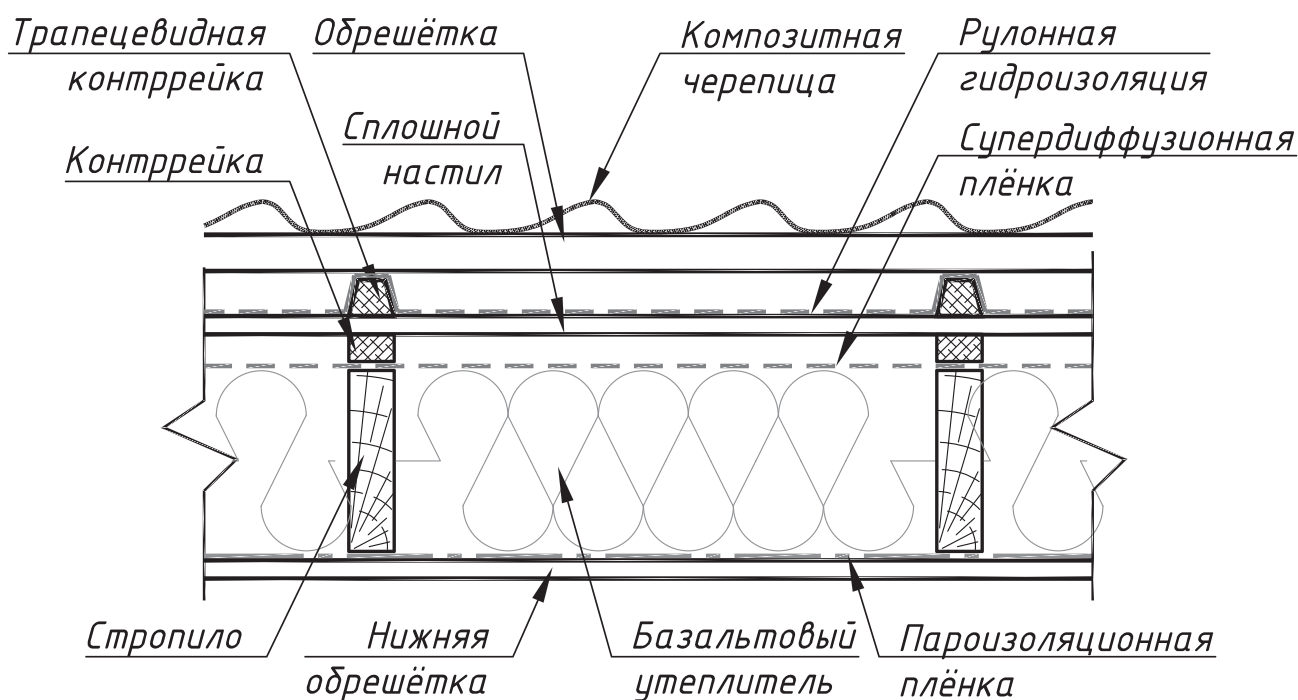 Трапецевидная
контррейка
Обрешётка
Композитная
черепица
Рулонная
гидроизоляция
Сплошной
настил
Контррейка
Супердиффузионная
плёнка
Стропило
Нижняя
обрешётка
Базальтовый
утеплитель
Пароизоляционная
плёнка